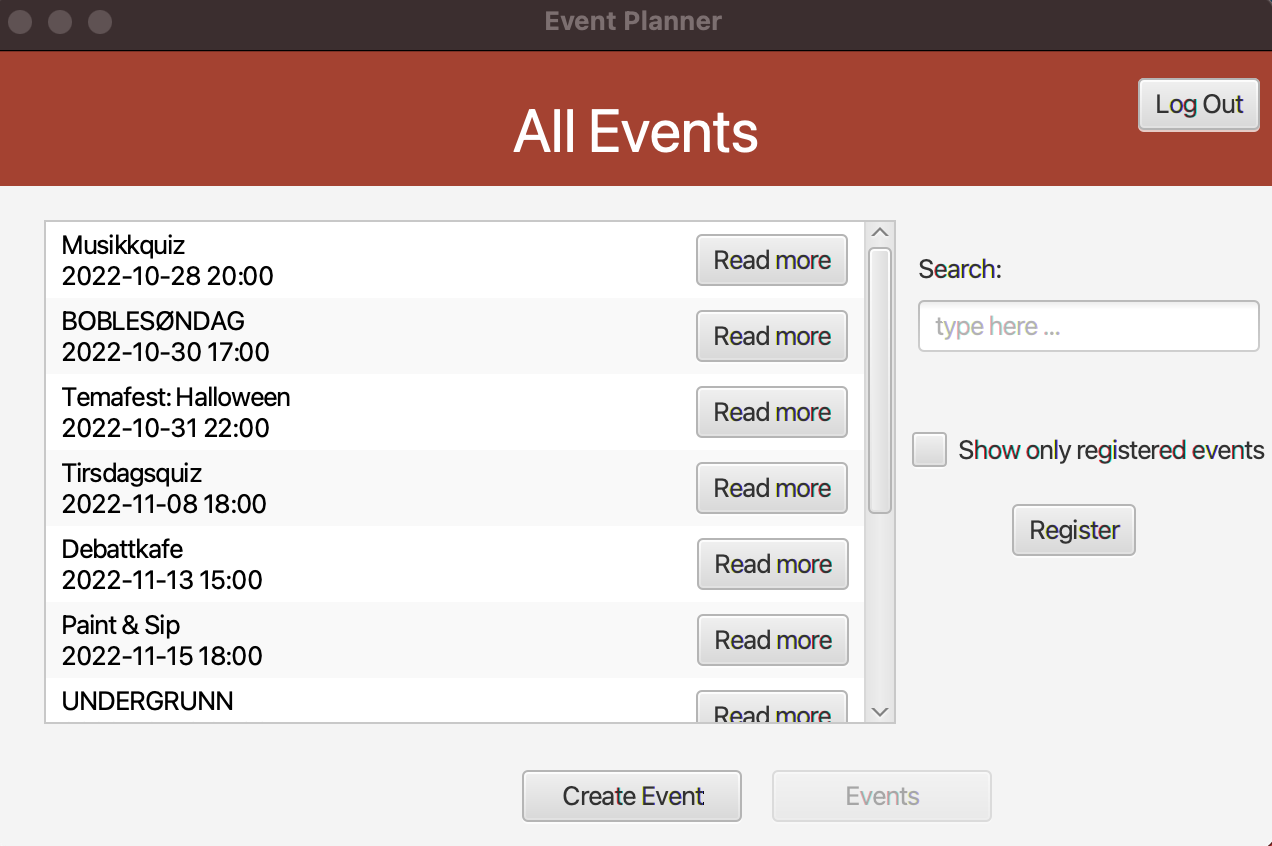 Event Planner
All Events
Log Out
Musikkquiz
2022-10-28 20:00
Read more
BOBLESØNDAG
2022-10-30 17:00
Read more
Temafest: Halloween
2022-10-31 22:00
Read more
Tirsdagsquiz
2022-11-08 18:00
Read more
Debattkafe
2022-11-13 15:00
Read more
Paint & Sip
2022-11-15 18:00
Read more
UNDERGRUNN
Read more
Search:
type here ...
Show only registered events
Register
Create Event
Events